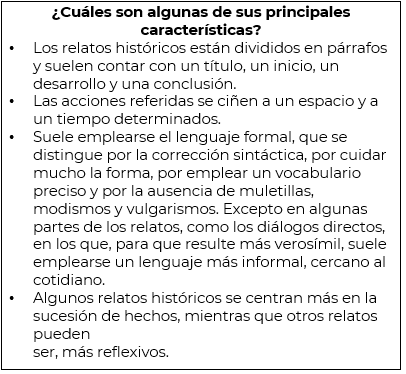 ¿Cuáles son algunas de sus principales
características?
• Los relatos históricos están divididos en párrafos
y suelen contar con un título, un inicio, un
desarrollo y una conclusión.
• Las acciones referidas se ciñen a un espacio y a
un tiempo determinados.
• Suele emplearse el lenguaje formal, que se
distingue por la corrección sintáctica, por cuidar
mucho la forma, por emplear un vocabulario
preciso y por la ausencia de muletillas,
modismos y vulgarismos. Excepto en algunas
partes de los relatos, como los diálogos directos,
en los que, para que resulte más verosímil, suele
emplearse un lenguaje más informal, cercano al
cotidiano.
• Algunos relatos históricos se centran más en la
sucesión de hechos, mientras que otros relatos
pueden
ser, más reflexivos.